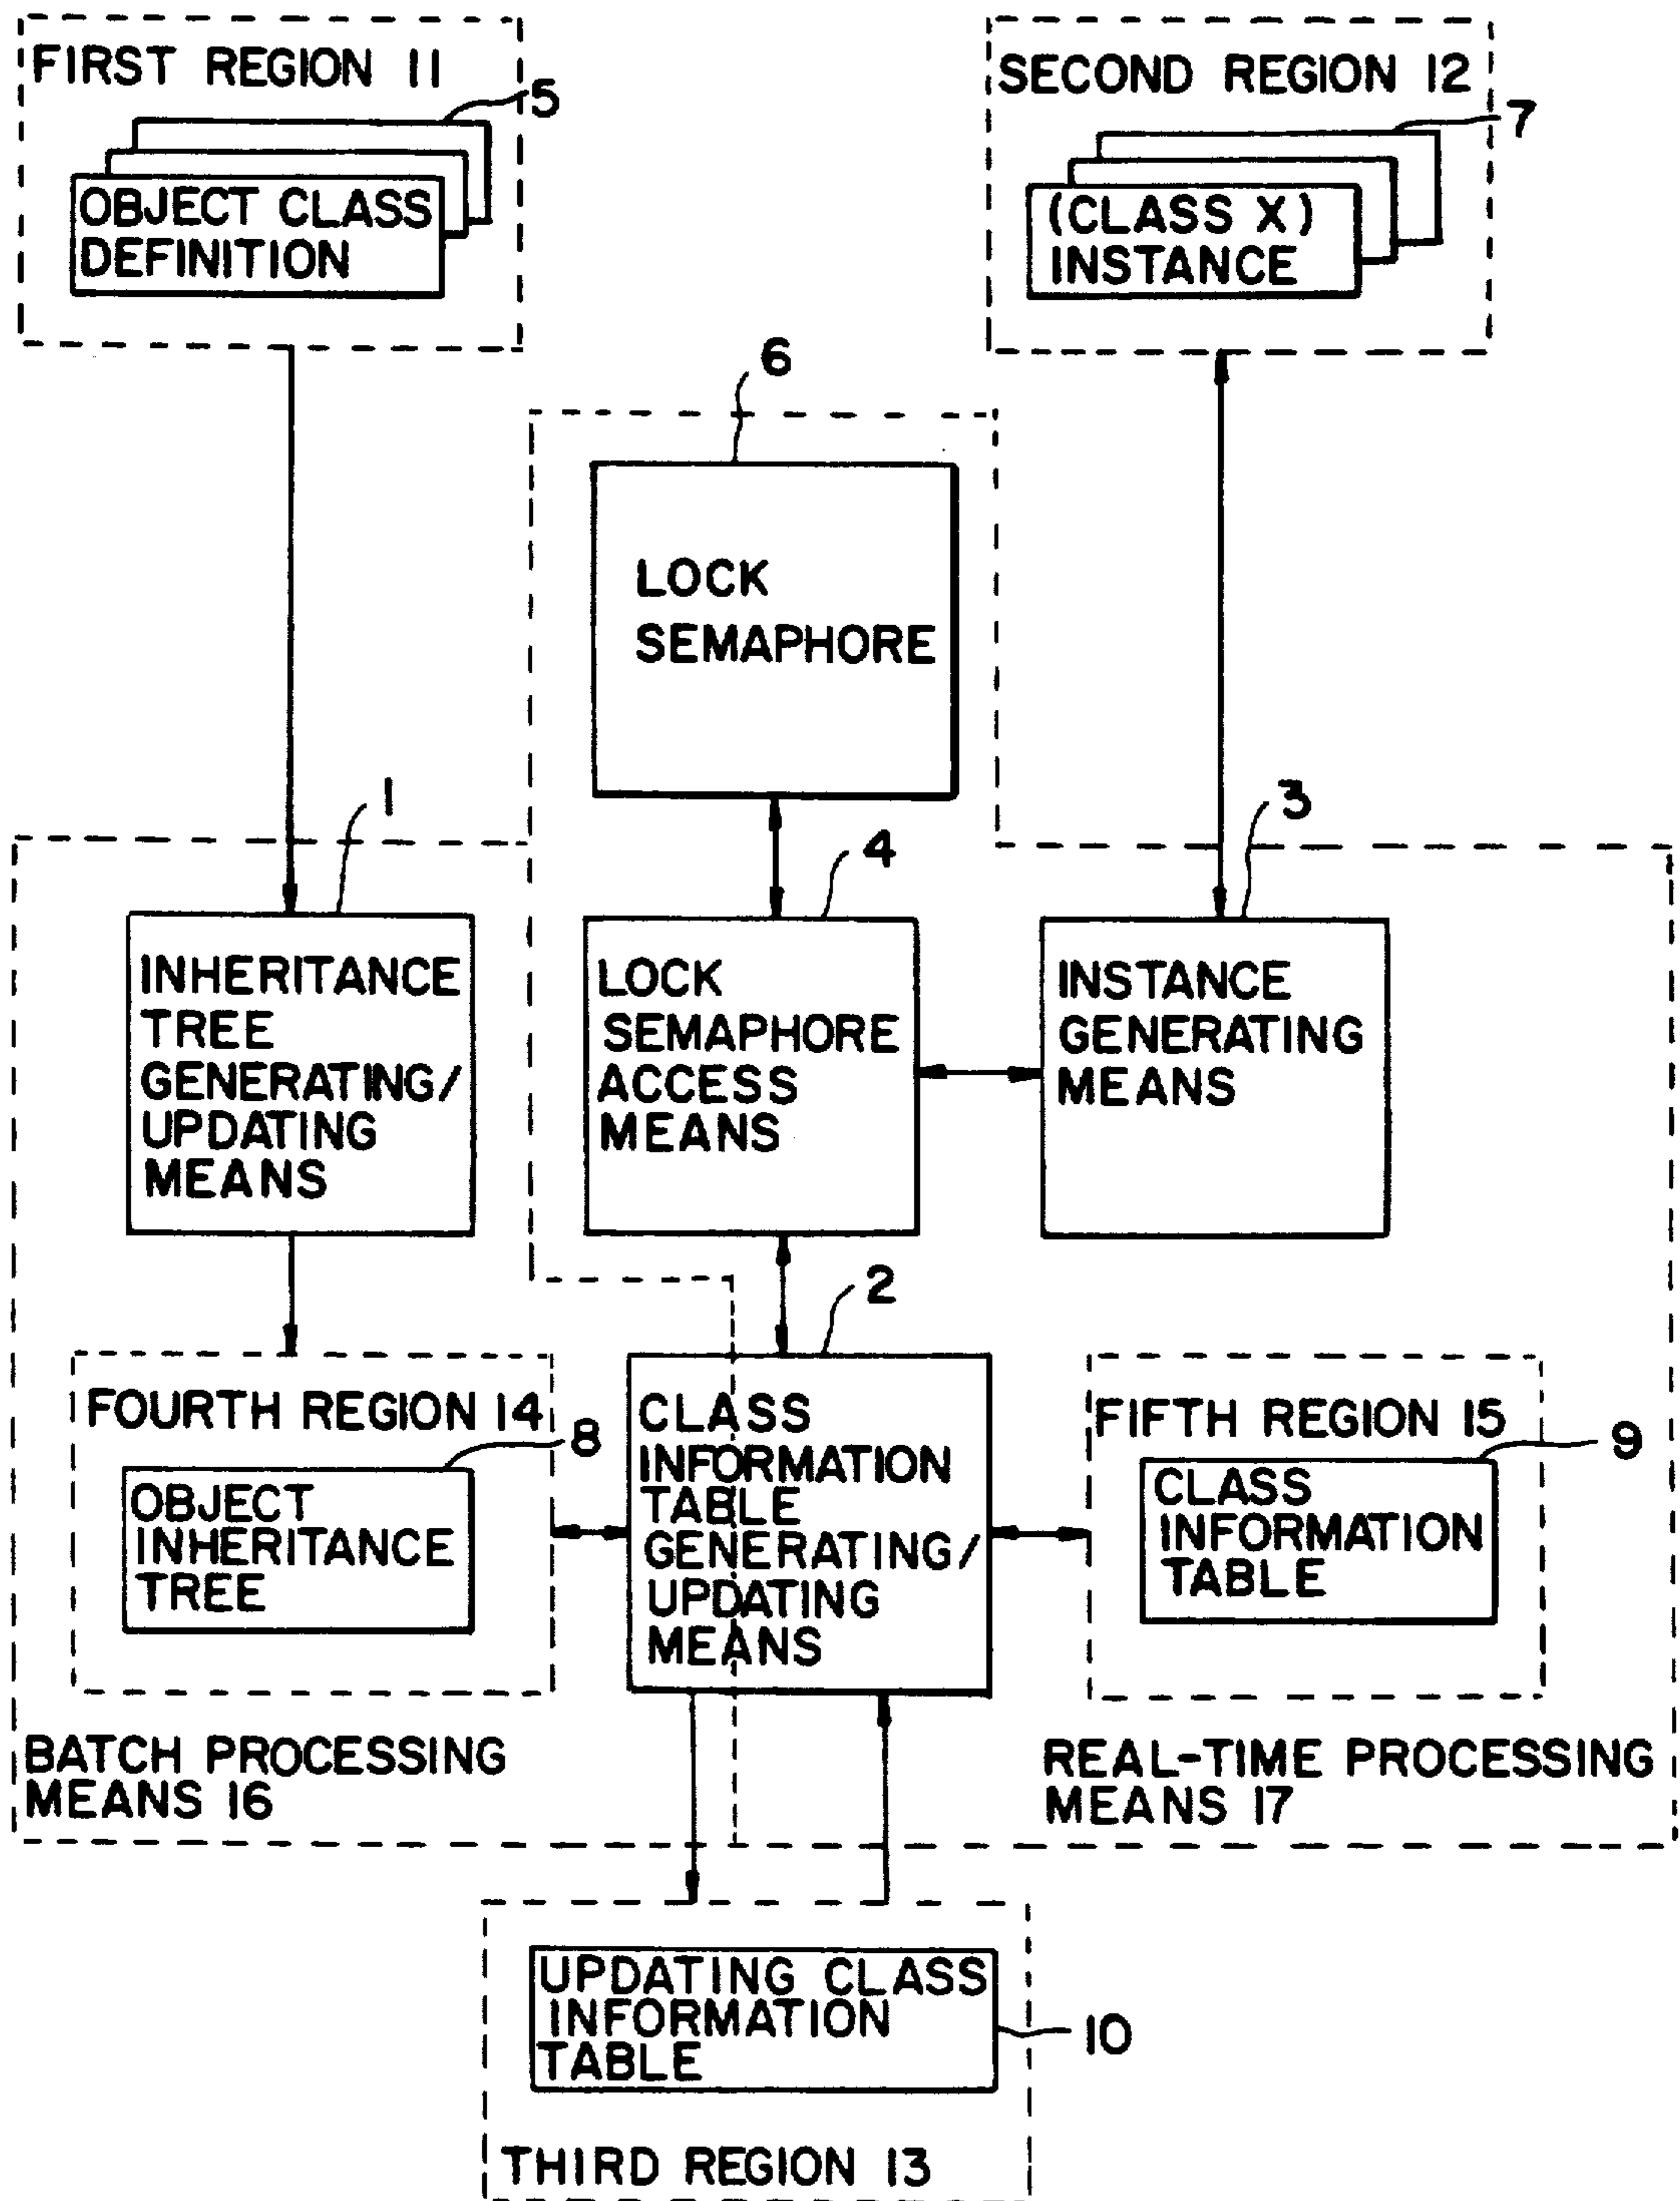 FIRST REGION 11
5
OBJECT CLASS
DEFINITION
SECOND REGION 12
7
(CLASS X)
INSTANCE
6
LOCK
SEMAPHORE
1
INHERITANCE
TREE
GENERATING/
UPDATING
MEANS
4
LOCK
SEMAPHORE
ACCESS
MEANS
3
INSTANCE
GENERATING
MEANS
FOURTH REGION 14
8
OBJECT
INHERITANCE
TREE
2
CLASS
INFORMATION
TABLE
GENERATING/
UPDATING
MEANS
FIFTH REGION 15
9
CLASS
INFORMATION
TABLE
BATCH PROCESSING
MEANS 16
REAL-TIME PROCESSING
MEANS 17
UPDATING CLASS
INFORMATION
TABLE
10
THIRD REGION 13